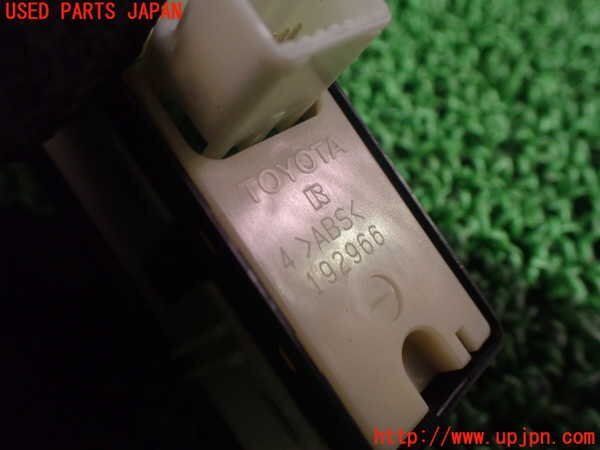 USED PARTS JAPAN
TOYOTA
R
4 >ABS<
192966
http://www.upjpn.com/